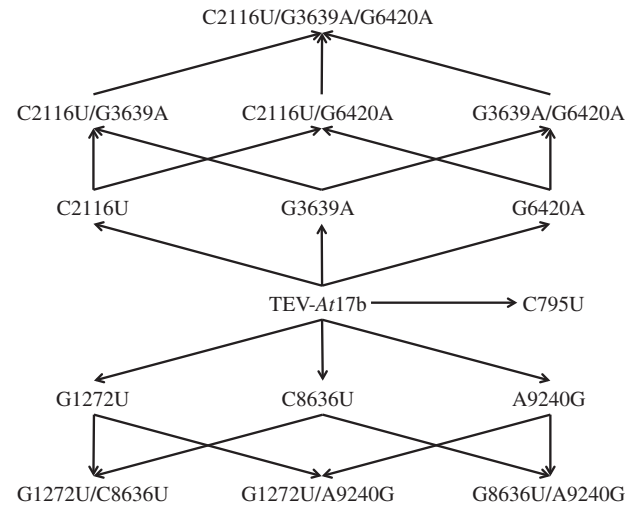 C2116U/G3639A/G6420A
C2116U/G3639A C2116U/G6420A G3639A/G6420A
C2116U G3639A G6420A
TEV-At17b C795U
G1272U C8636U A9240G
G1272U/C8636U G1272U/A9240G G8636U/A9240G